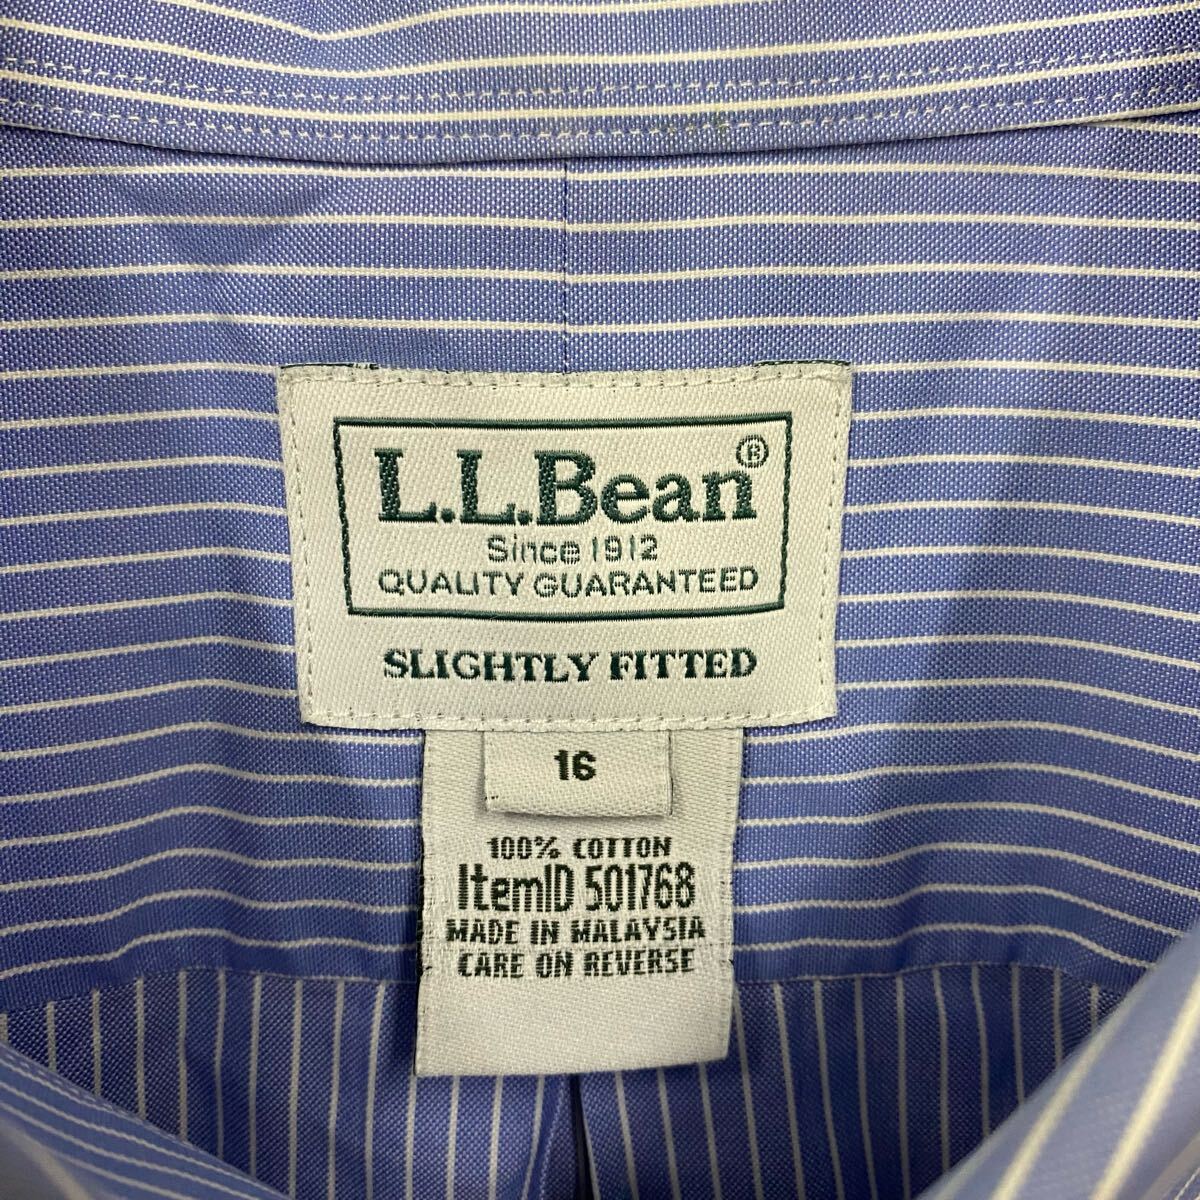 L.L.Bean®
Since 1912
QUALITY GUARANTEED
SLIGHTLY FITTED
16
100% COTTON
ItemID 501768
MADE IN MALAYSIA
CARE ON REVERSE